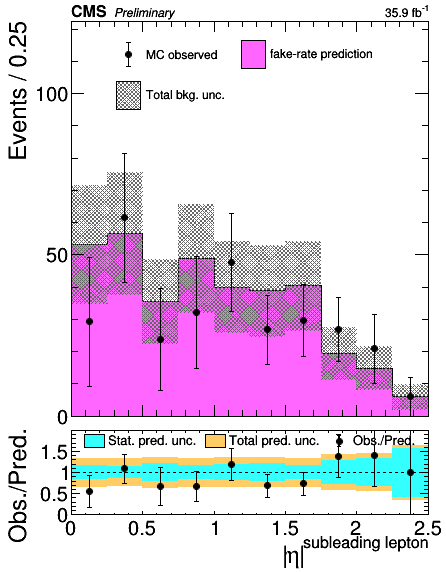 CMS Preliminary 35.9 fb⁻¹
Events / 0.25
MC observed
fake-rate prediction
Total bkg. unc.
100
50
0
Obs./Pred.
Stat. pred. unc. Total pred. unc. Obs./Pred.
1.5
1
0.5
0
0 0.5 1 1.5 2 2.5
|η|subleading lepton